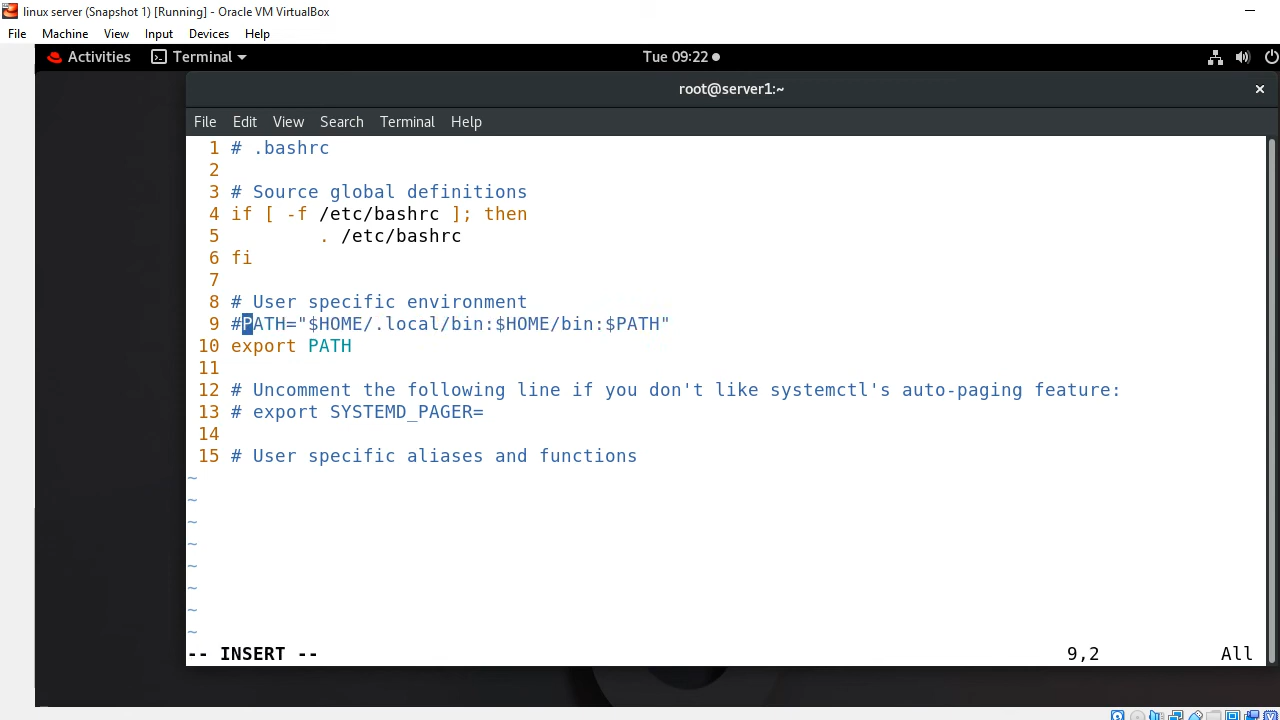 linux server (Snapshot 1) [Running] - Oracle VM VirtualBox
File Machine View Input Devices Help
Activities Terminal Tue 09:22
root@server1:~
File Edit View Search Terminal Help
1 # .bashrc
2
3 # Source global definitions
4 if [ -f /etc/bashrc ]; then
5         . /etc/bashrc
6 fi
7
8 # User specific environment
9 #PATH="$HOME/.local/bin:$HOME/bin:$PATH"
10 export PATH
11
12 # Uncomment the following line if you don't like systemctl's auto-paging feature:
13 # export SYSTEMD_PAGER=
14
15 # User specific aliases and functions
~
~
~
~
~
~
~
~
-- INSERT -- 9,2 All